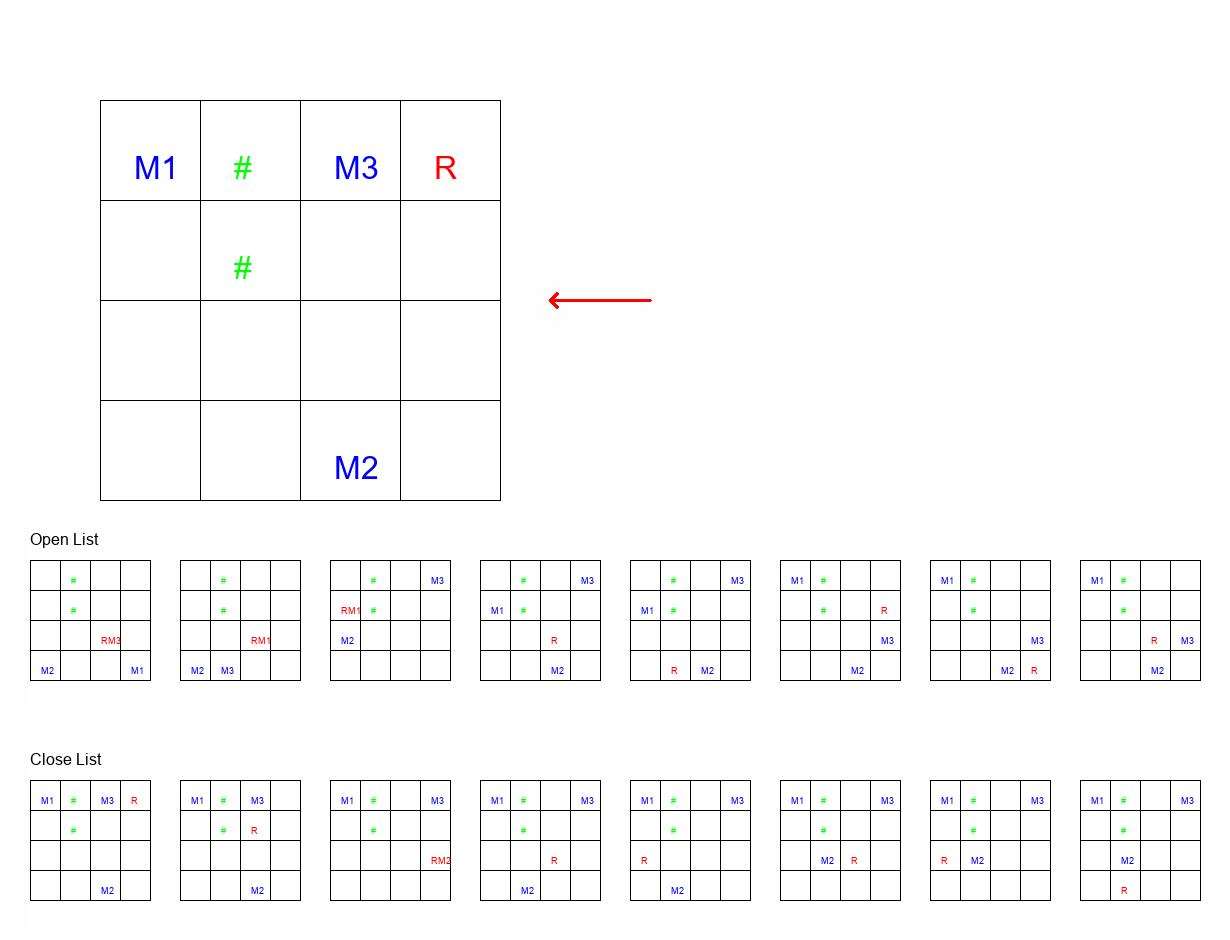 M1 # M3 R
#
M2
Open List
# # # M3 # M3 # M3 M1 # M1 # M1 #
# # RM1 # M1 # M1 # # R # #
RM3 RM1 M2 R M3 M3 R M3
M2 M1 M2 M3 M2 R M2 M2 M2 R M2
Close List
M1 # M3 R M1 # M3 M1 # M3 M1 # M3 M1 # M3 M1 # M3 M1 # M3 M1 # M3
# # R # # # # # #
RM2 R R M2 R R M2 M2
M2 M2 M2 M2 R